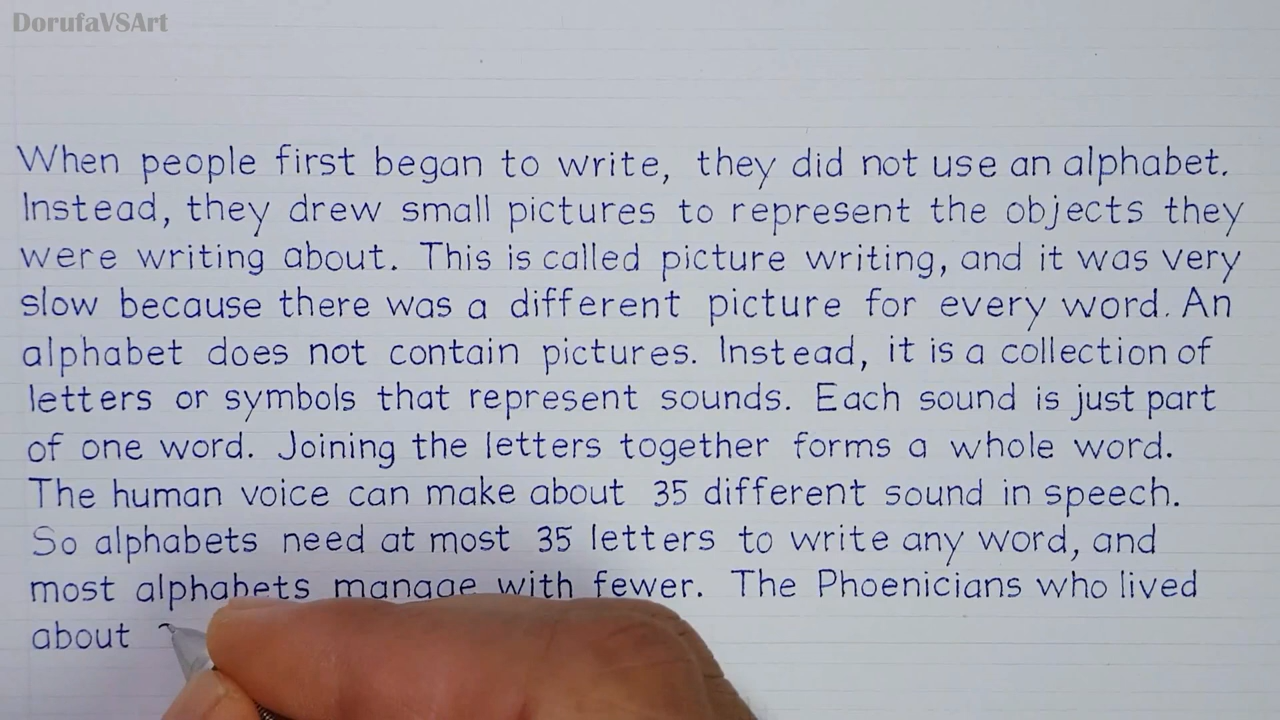 DorufaVSArt
When people first began to write, they did not use an alphabet.
Instead, they drew small pictures to represent the objects they
were writing about. This is called picture writing, and it was very
slow because there was a different picture for every word. An
alphabet does not contain pictures. Instead, it is a collection of
letters or symbols that represent sounds. Each sound is just part
of one word. Joining the letters together forms a whole word.
The human voice can make about 35 different sound in speech.
So alphabets need at most 35 letters to write any word, and
most alphabets manage with fewer. The Phoenicians who lived
about